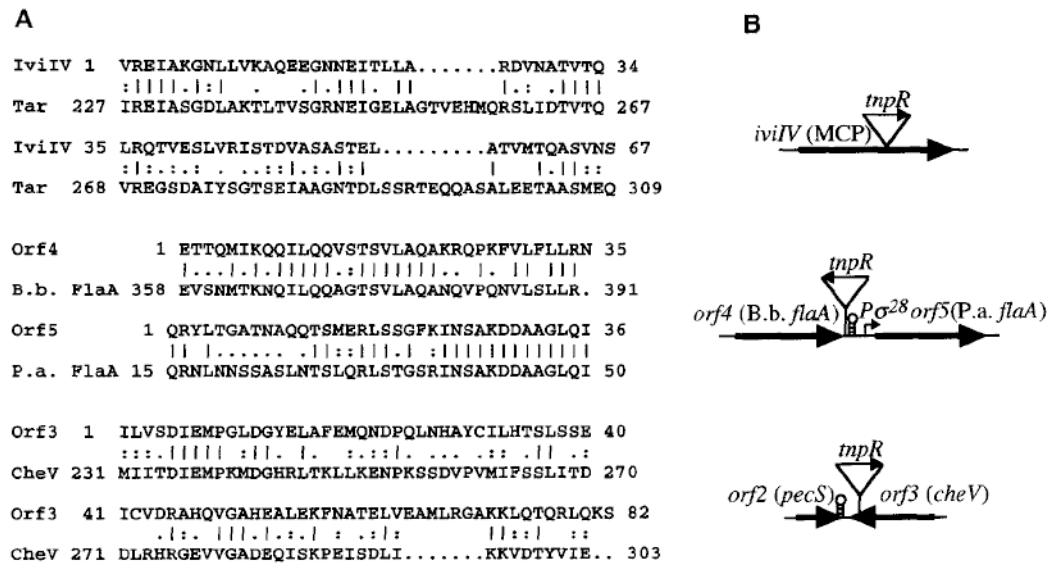 A
B
IviIV 1 VREIAKGNLLVKAQEEGNNEITLLA.......RDVNATVTQ 34
:||||.|:| . . .|||. || | |. .||||
Tar 227 IREIASGDLAKTLTVSGRNEIGELAGTVEHMQRSLIDTVTQ 267
IviIV 35 LRQTVESLVRISTDVASASTEL.........ATVMTQASVNS 67
Tar 268 VREGSDAIYSGTSEIAAGNTDLSSRTEQQASALEETAASMEQ 309
Orf4 1 ETTQMIKQQILQQVSTSVLAQAKRQPKFVLFLLRN 35
B.b. FlaA 358 EVSNMTKNQILQQAGTSVLAQANQVPQNVLSLLR. 391
Orf5 1 QRYLTGATNAQQTSMERLSSGFKINSAKDDAAGLQI 36
P.a. FlaA 15 QRNLNNSSASLNTSLQRLSTGSRINSAKDDAAGLQI 50
Orf3 1 ILVSDIEMPGLDGYELAFEMQNDPQLNHAYCILHTSLSSE 40
CheV 231 MIITDIEMPKMDGHRLTKLLKENPKSSDVPVMIFSSLITD 270
Orf3 41 ICVDRAHQVGAHEALEKFNATELVEAMLRGAKKLQTQRLQKS 82
CheV 271 DLRHRGEVVGADEQISKPEISDLI.......KKVDTYVIE.. 303
tnpR
iviIV (MCP)
tnpR
orf4 (B.b. flaA) Pσ28 orf5(P.a. flaA)
tnpR
orf2 (pecS) orf3 (cheV)